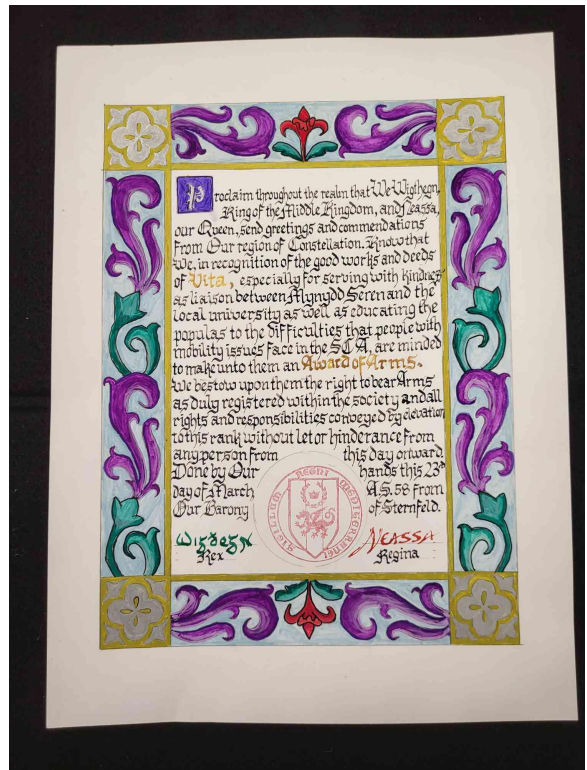 Proclaim throughout the realm that We Wigthegn,
King of the Middle Kingdom, and Neassa,
our Queen, send greetings and commendations
from Our region of Constellation. Know that
We, in recognition of the good works and deeds
of Vita, especially for serving with kindness
as liaison between Mynydd Seren and the
local university as well as educating the
populas to the difficulties that people with
mobility issues face in the SCA, are minded
to make unto them an Award of Arms.
We bestow upon them the right to bear Arms
as duly registered within the society and all
rights and responsibilities conveyed by elevation
to this rank without let or hinderance from
any person from this day onward.
Done by Our hands this 23rd
day of March A.S. 58 from
Our Barony of Sternfeld.
SIGILLUM REGNI MEDITERRANEI
Wigþegn NEASSA
Rex Regina